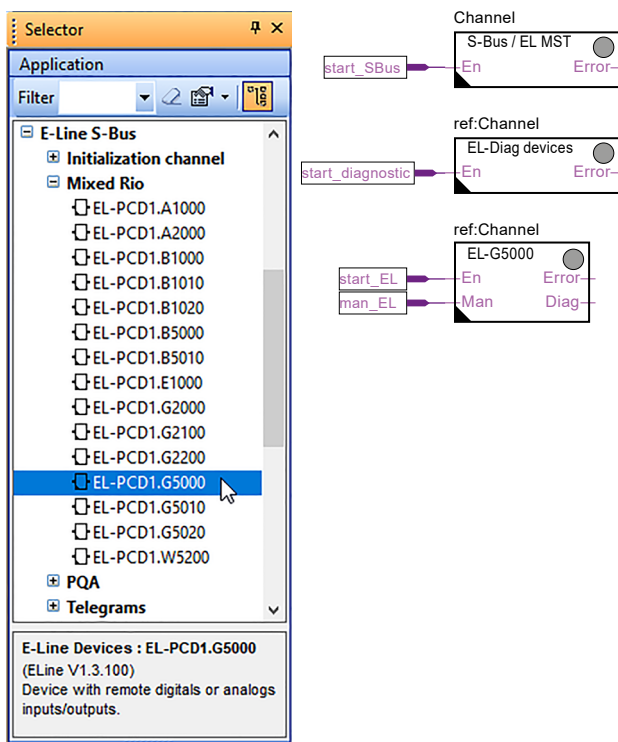 Selector
Application
Filter
E-Line S-Bus
Initialization channel
Mixed Rio
EL-PCD1.A1000
EL-PCD1.A2000
EL-PCD1.B1000
EL-PCD1.B1010
EL-PCD1.B1020
EL-PCD1.B5000
EL-PCD1.B5010
EL-PCD1.E1000
EL-PCD1.G2000
EL-PCD1.G2100
EL-PCD1.G2200
EL-PCD1.G5000
EL-PCD1.G5010
EL-PCD1.G5020
EL-PCD1.W5200
PQA
Telegrams
E-Line Devices : EL-PCD1.G5000
(ELine V1.3.100)
Device with remote digitals or analogs
inputs/outputs.
Channel
S-Bus / EL MST
start_SBus
En
Error
ref:Channel
EL-Diag devices
start_diagnostic
En
Error
ref:Channel
EL-G5000
start_EL
En
Error
man_EL
Man
Diag